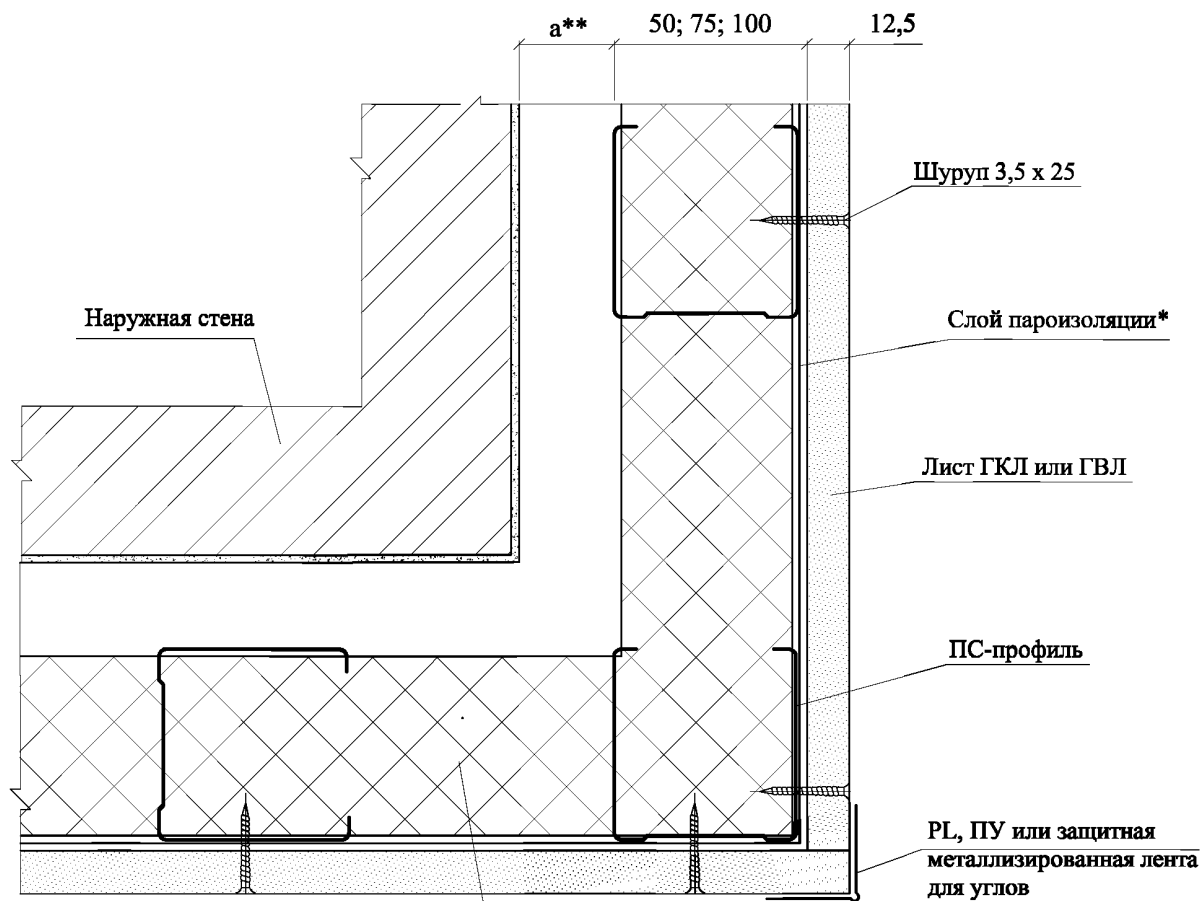 a**
50; 75; 100
12,5
Шуруп 3,5 х 25
Наружная стена
Слой пароизоляции*
Лист ГКЛ или ГВЛ
ПС-профиль
PL, ПУ или защитная
металлизированная лента
для углов